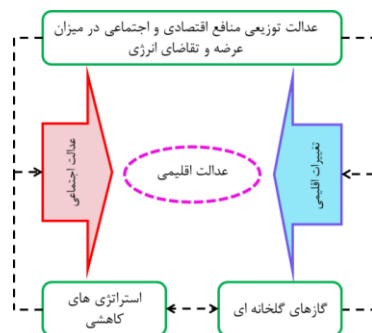 عدالت توزیعی منافع اقتصادی و اجتماعی در میزان
عرضه و تقاضای انرژی
تغییرات اقلیمی
عدالت اقلیمی
عدالت اجتماعی
گازهای گلخانه ای
استراتژی های
کاهشی